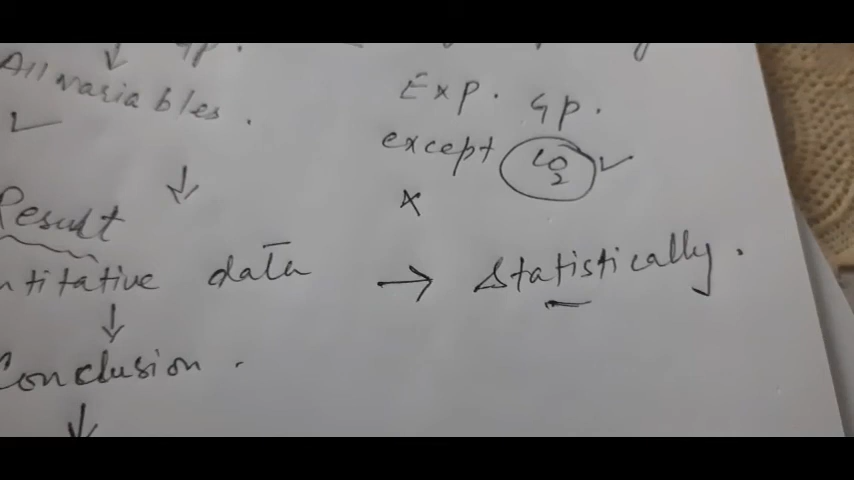 All variables.
Exp. Gp.
except CO2
Result
ntitative data → Statistically.
Conclusion.